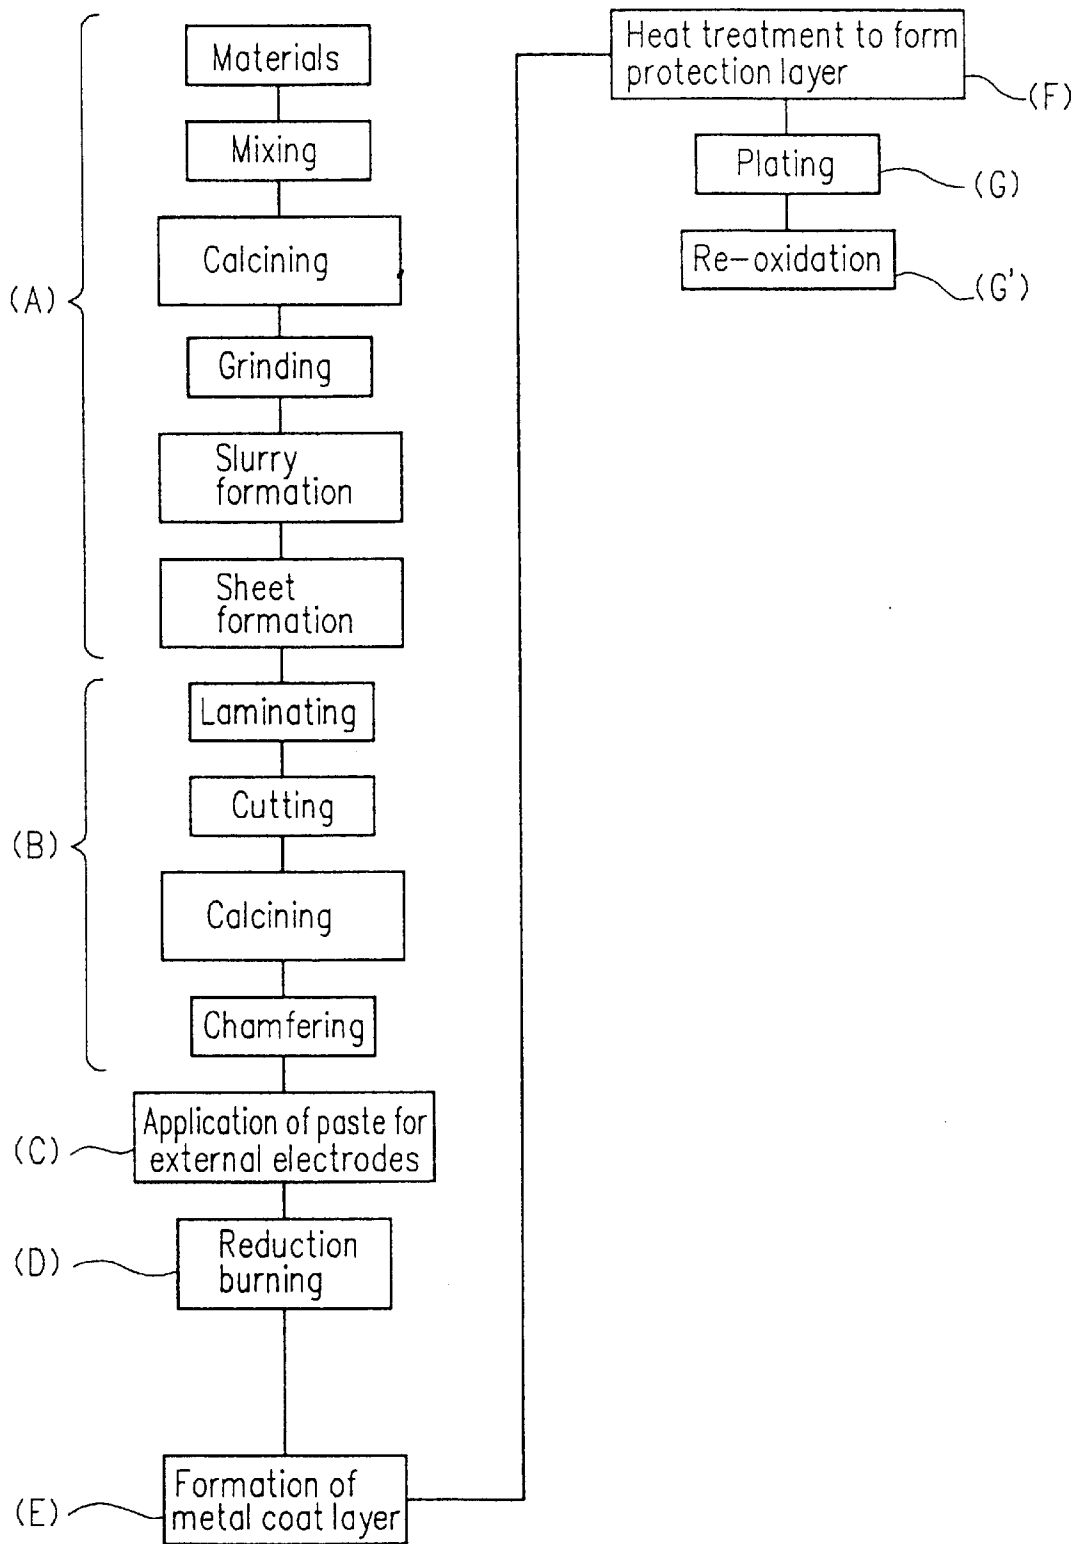 Materials
Mixing
Calcining
(A)
Grinding
Slurry
formation
Sheet
formation
Laminating
Cutting
(B)
Calcining
Chamfering
Application of paste for
external electrodes
(C)
Reduction
burning
(D)
Formation of
metal coat layer
(E)
Heat treatment to form
protection layer
(F)
Plating
(G)
Re-oxidation
(G')